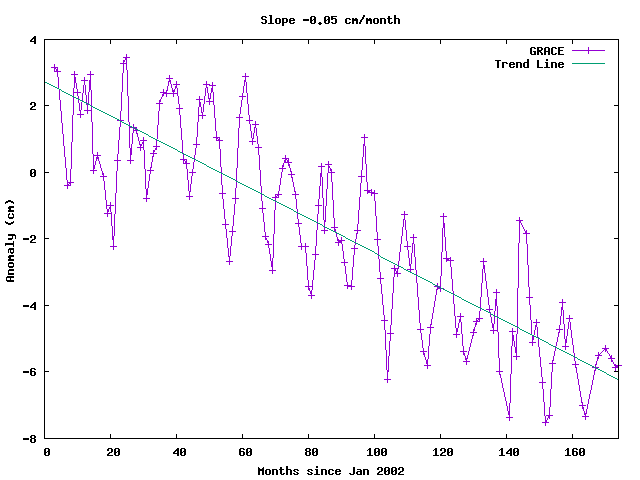 Slope -0.05 cm/month
GRACE
Trend Line
4
2
0
-2
-4
-6
-8
Anomaly (cm)
0 20 40 60 80 100 120 140 160
Months since Jan 2002